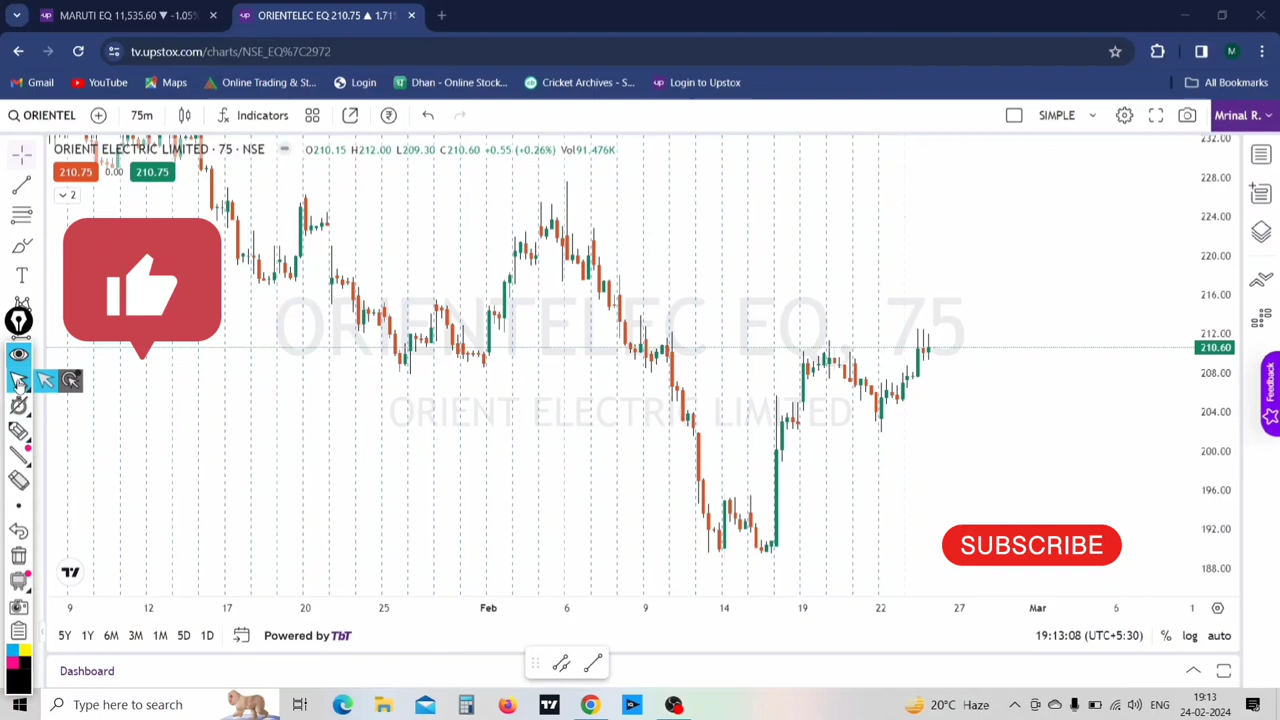 MARUTI EQ 11,535.60 ▼ -1.05%
ORIENTELEC EQ 210.75 ▲ 1.71%
tv.upstox.com/charts/NSE_EQ%7C2972
M
Gmail
YouTube
Maps
Online Trading & St...
Login
Dhan - Online Stock...
Cricket Archives - S...
Login to Upstox
All Bookmarks
ORIENTEL
75m
Indicators
SIMPLE
Mrinal R.
ORIENT ELECTRIC LIMITED · 75 · NSE
O210.15 H212.00 L209.30 C210.60 +0.55 (+0.26%) Vol91.476K
210.75
0.00
210.75
2
T
ORIENTELEC EQ, 75
ORIENT ELECTRIC LIMITED
232.00
228.00
224.00
220.00
216.00
212.00
210.60
208.00
204.00
200.00
196.00
192.00
188.00
Feedback
SUBSCRIBE
9 12 17 20 25 Feb 6 9 14 19 22 27 Mar 6 1
5Y 1Y 6M 3M 1M 5D 1D
Powered by TbT
19:13:08 (UTC+5:30)
% log auto
Dashboard
Type here to search
20°C Haze
ENG
19:13
24-02-2024